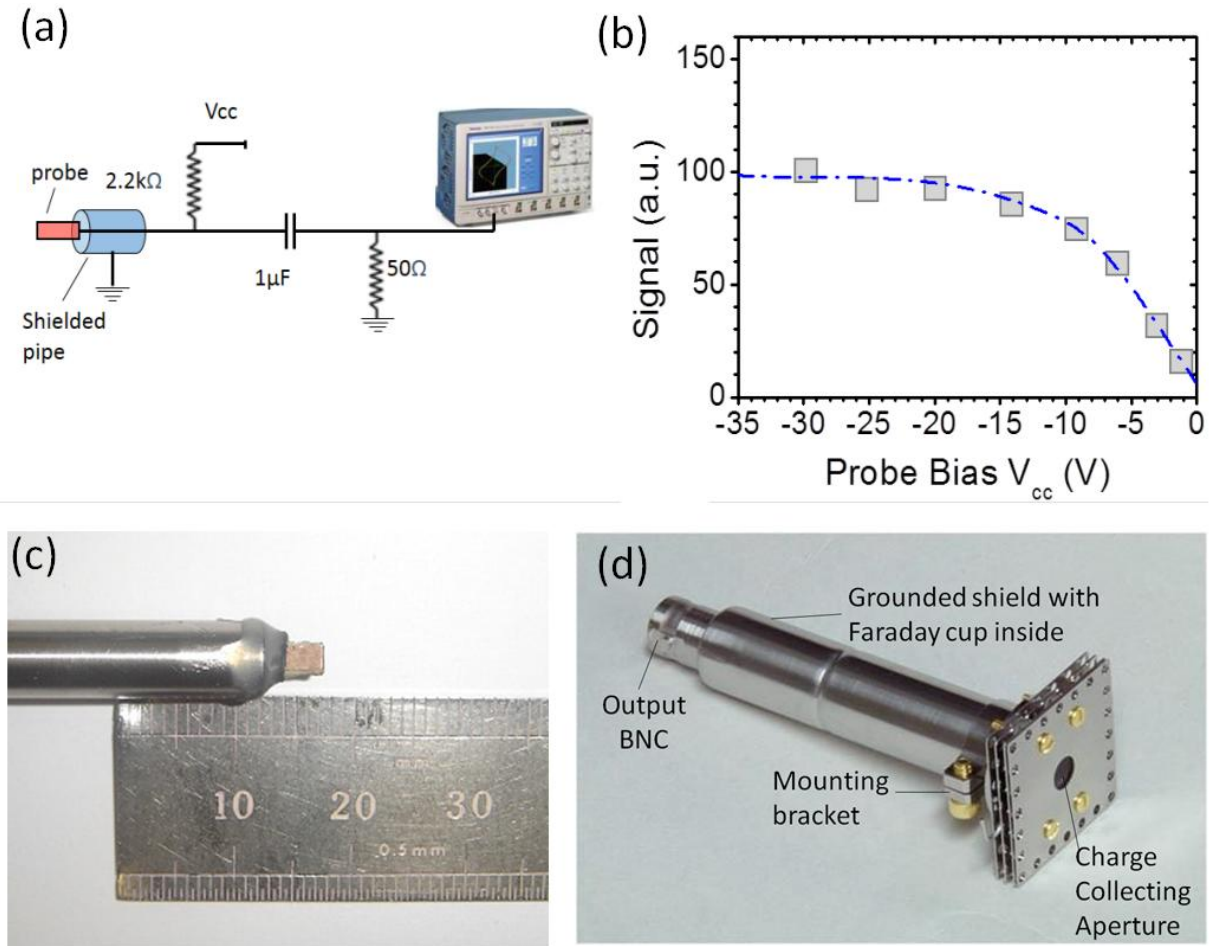 (a)
Vcc
probe
2.2kΩ
1µF
50Ω
Shielded
pipe
(b)
150
100
50
0
Signal (a.u.)
-35 -30 -25 -20 -15 -10 -5 0
Probe Bias Vcc (V)
(c)
mm
10 20 30
0.5 mm
(d)
Grounded shield with
Faraday cup inside
Output
BNC
Mounting
bracket
Charge
Collecting
Aperture